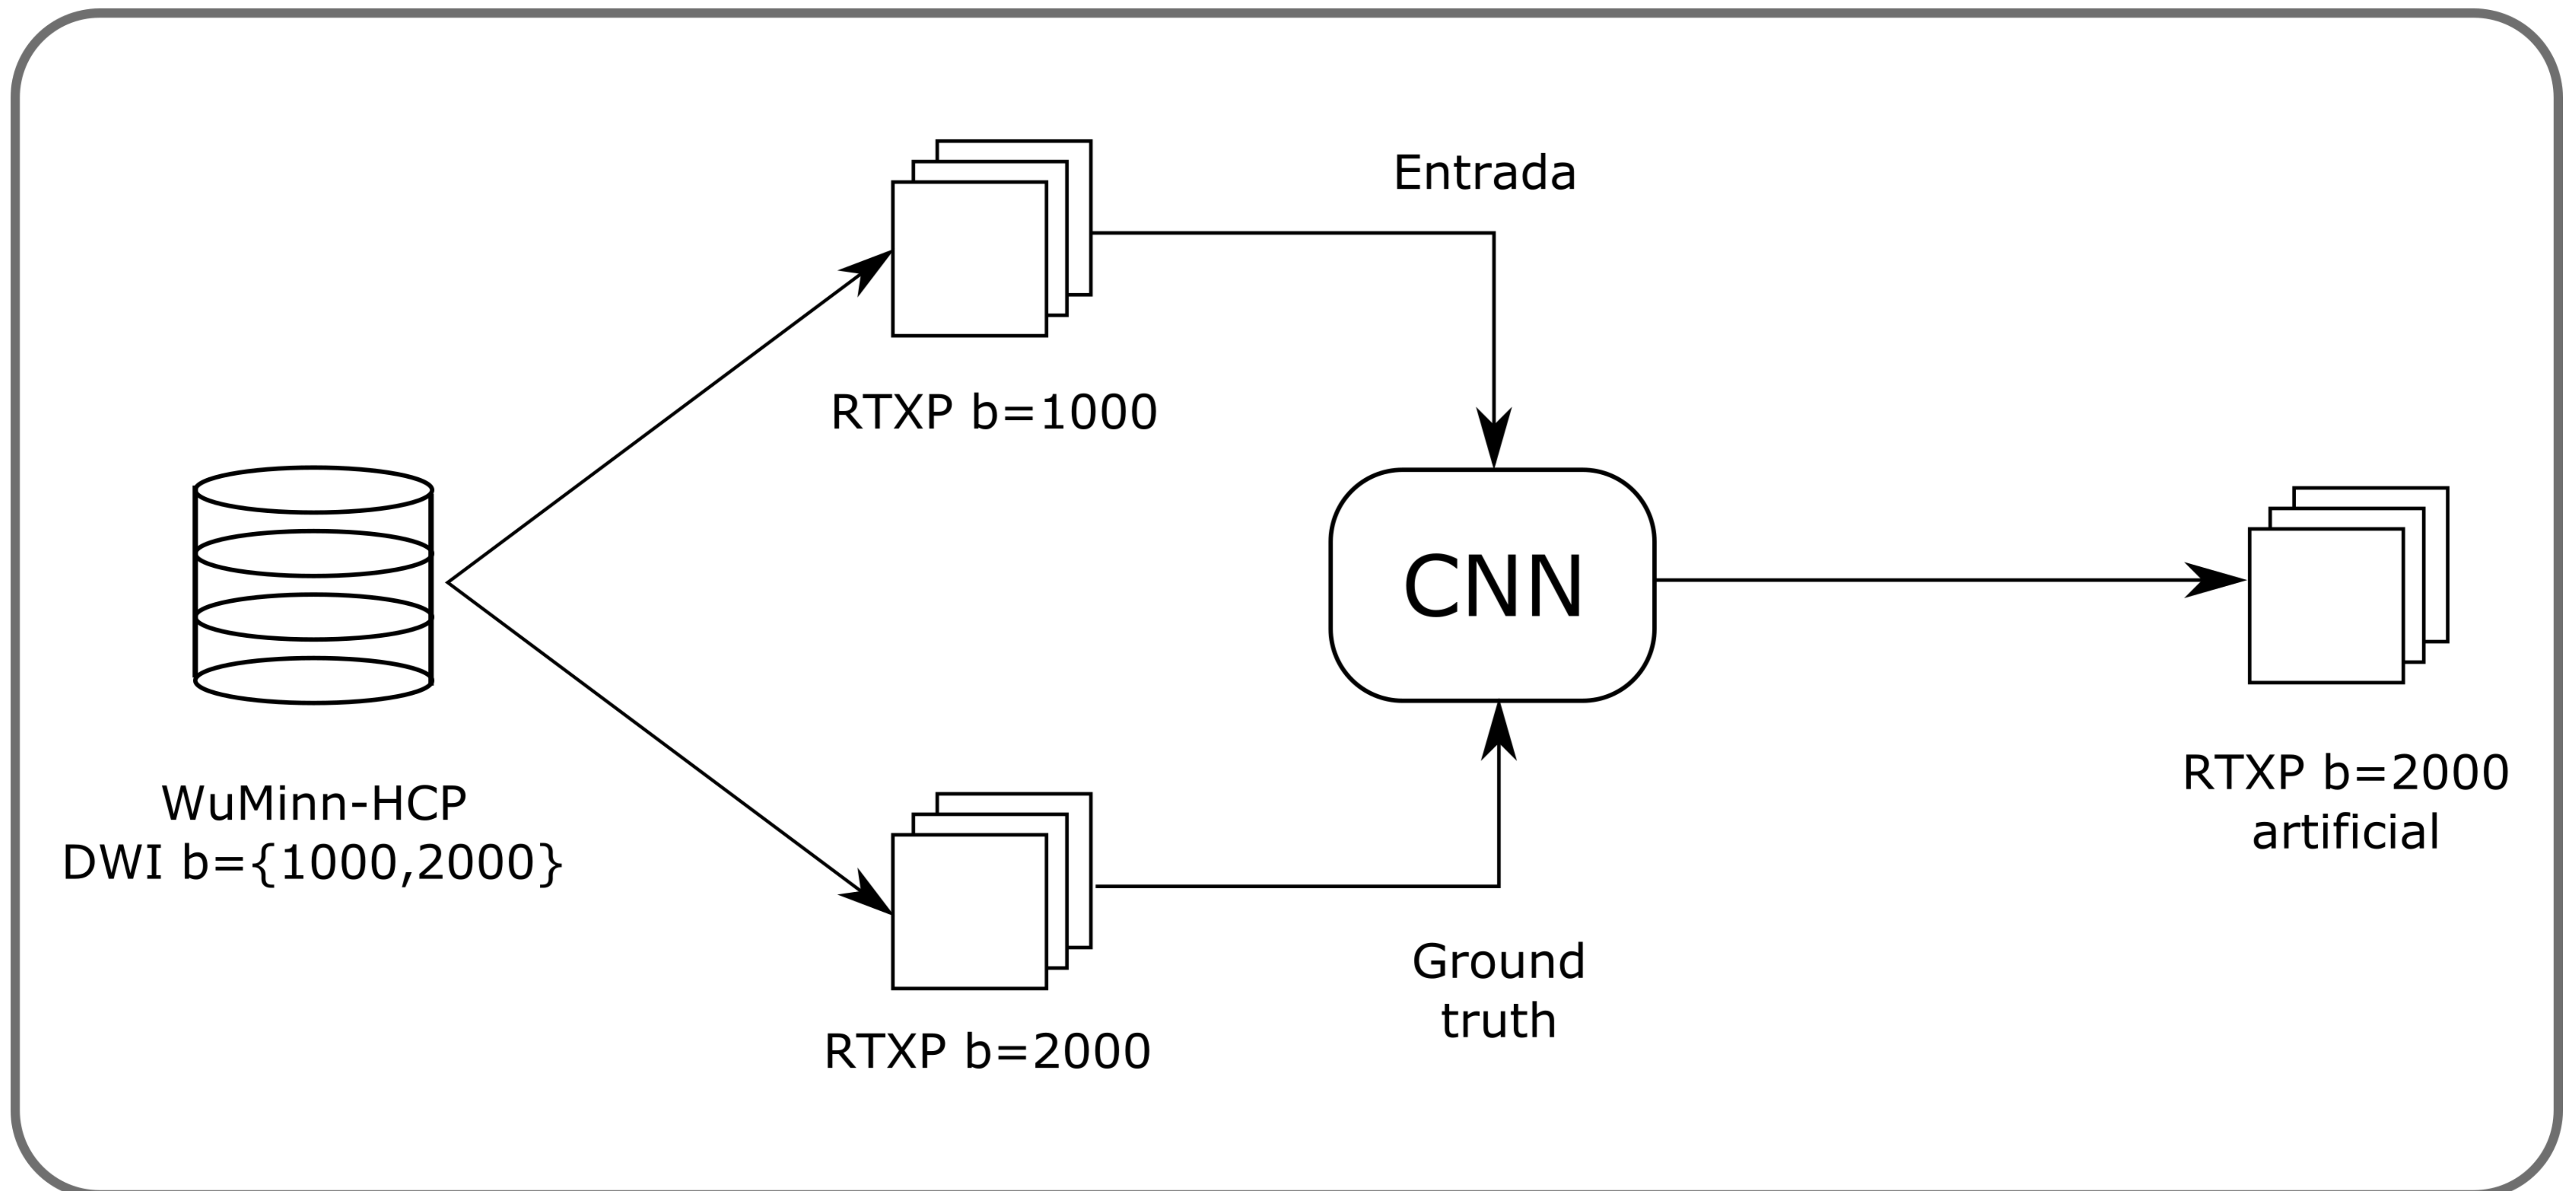 Entrada
RTXP b=1000
CNN
WuMinn-HCP
DWI b={1000,2000}
RTXP b=2000
artificial
Ground
truth
RTXP b=2000